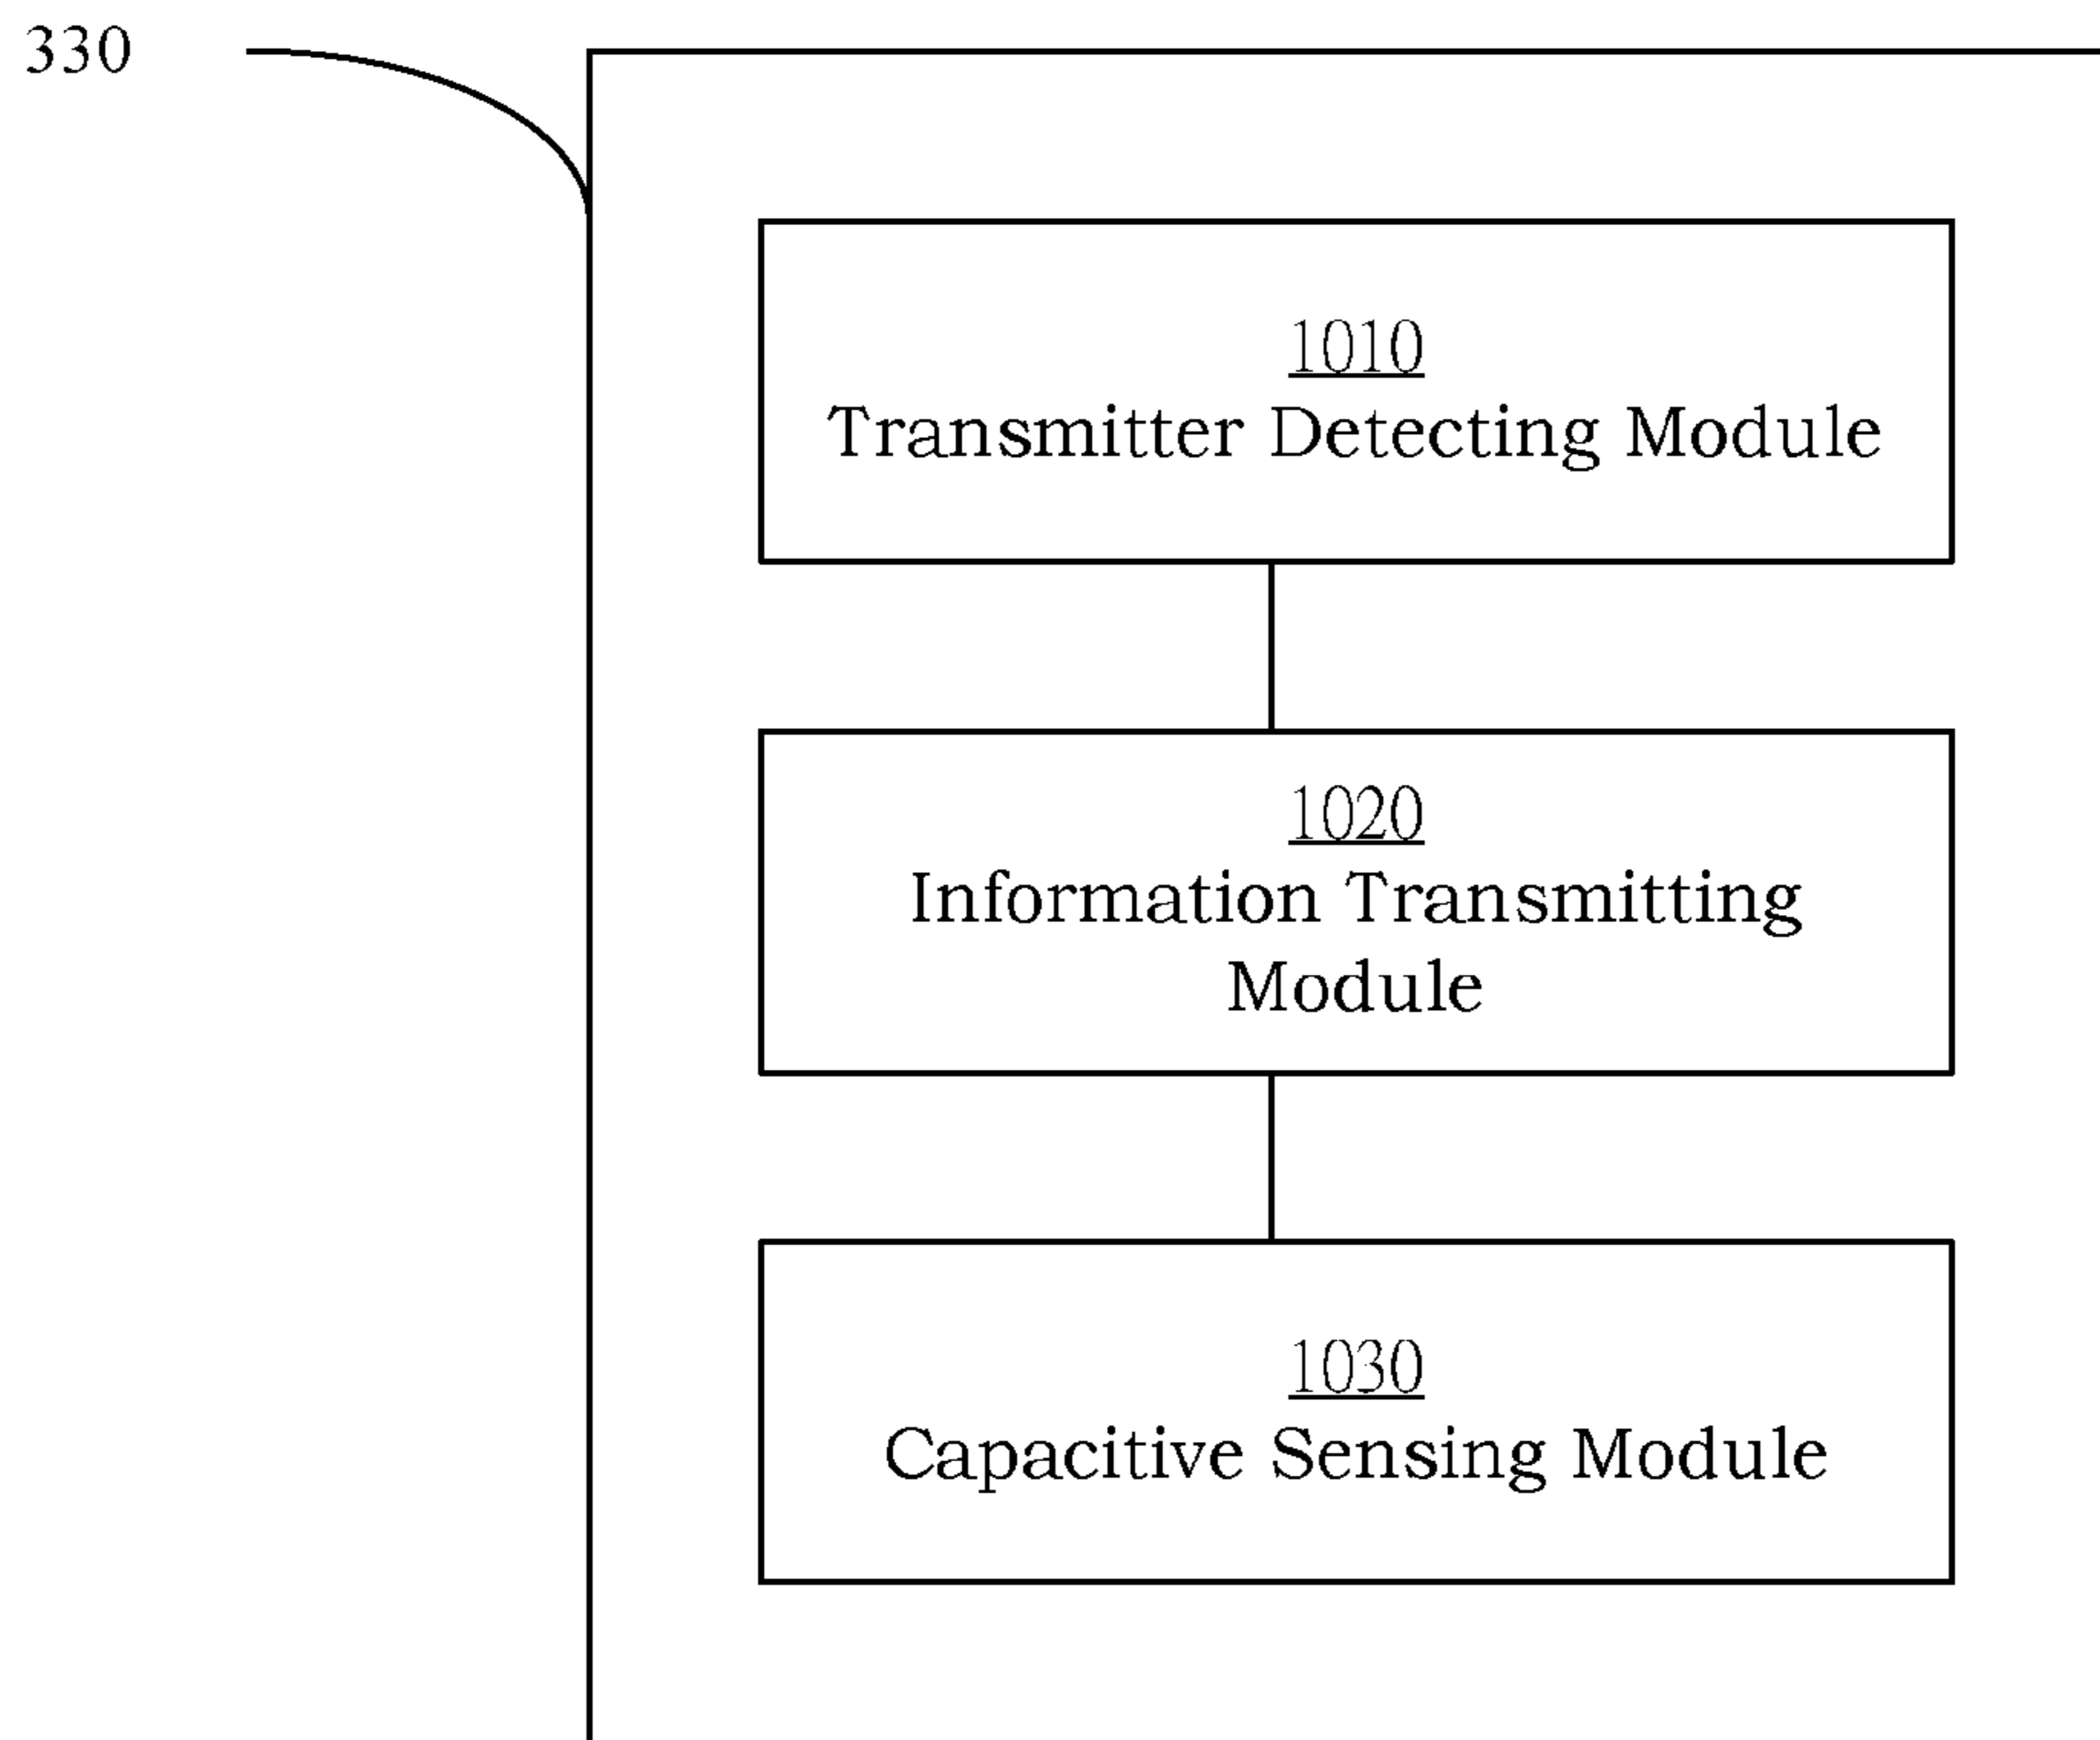 330
1010
Transmitter Detecting Module
1020
Information Transmitting
Module
1030
Capacitive Sensing Module